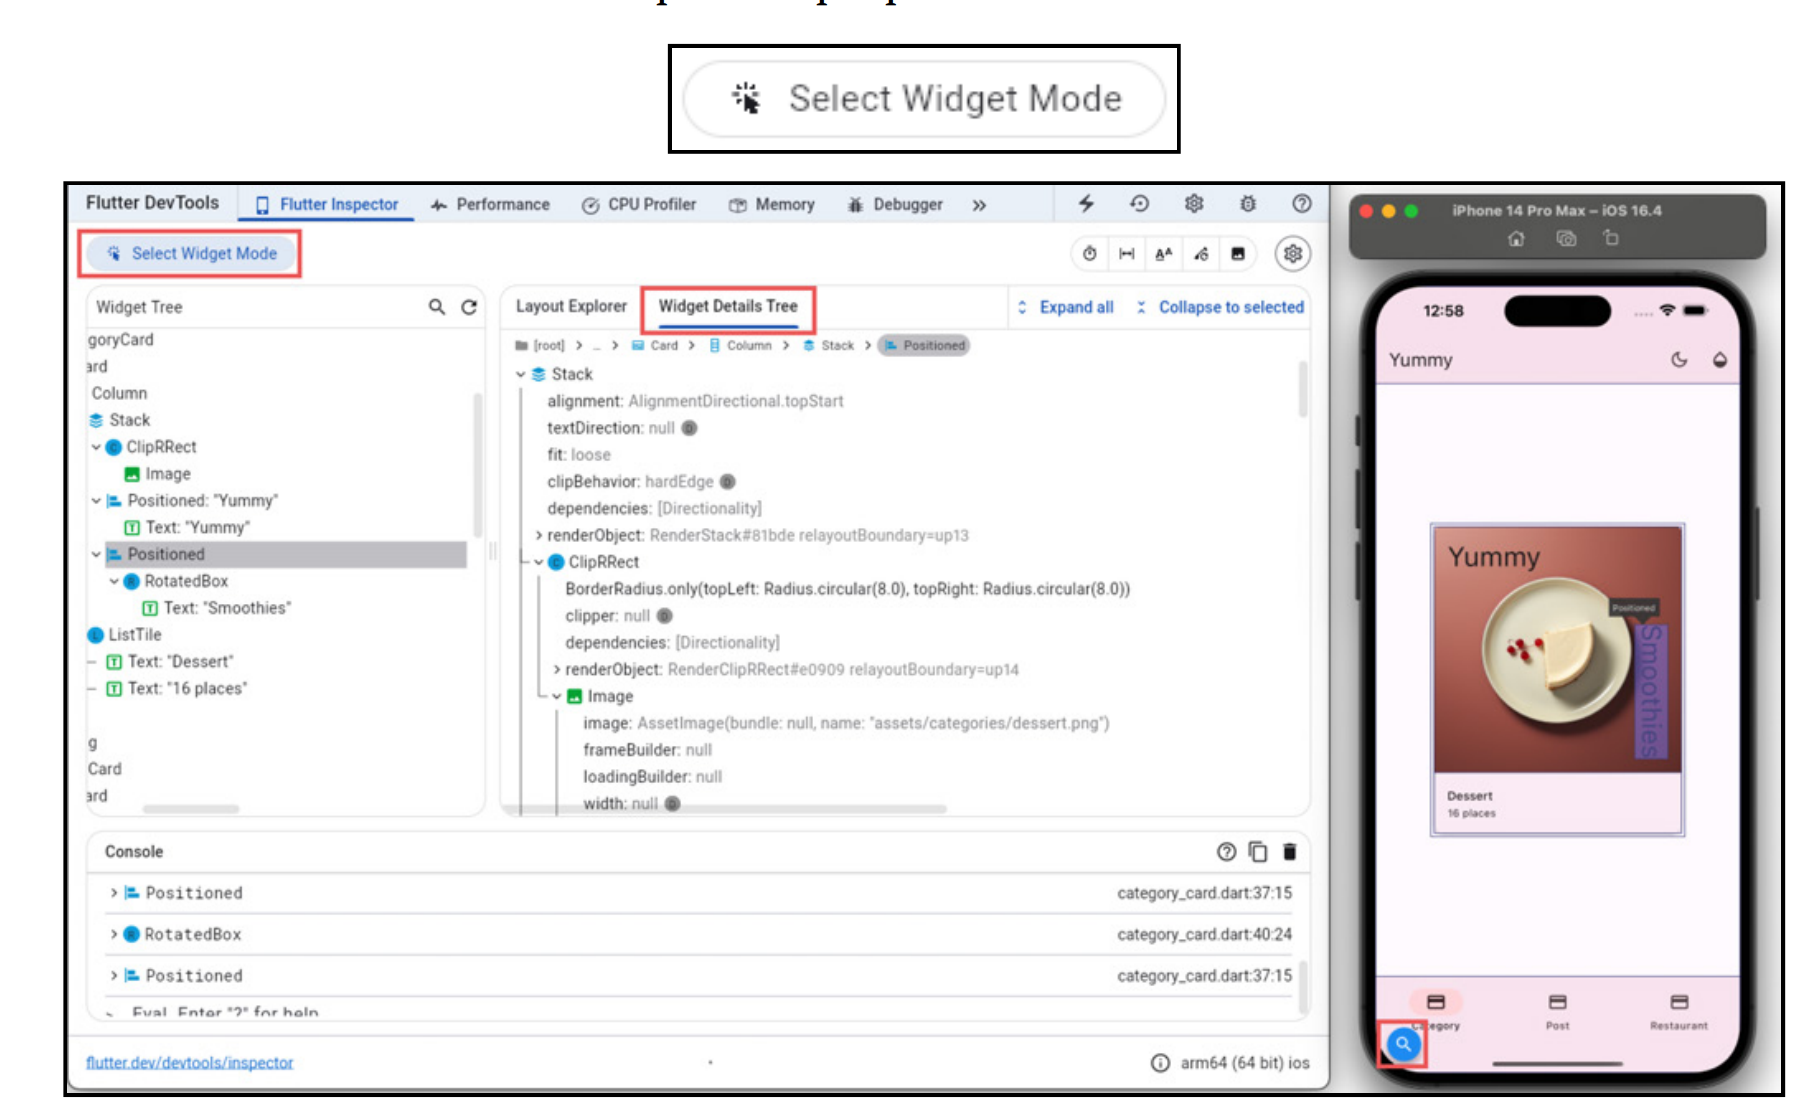 Select Widget Mode
Flutter DevTools Flutter Inspector Performance CPU Profiler Memory Debugger
Select Widget Mode
Widget Tree
goryCard
ard
Column
Stack
ClipRRect
Image
Positioned: "Yummy"
Text: "Yummy"
Positioned
RotatedBox
Text: "Smoothies"
ListTile
Text: "Dessert"
Text: "16 places"
g
Card
ard
Layout Explorer Widget Details Tree Expand all Collapse to selected
[root] > … > Card > Column > Stack > Positioned
Stack
alignment: AlignmentDirectional.topStart
textDirection: null
fit: loose
clipBehavior: hardEdge
dependencies: [Directionality]
renderObject: RenderStack#81bde relayoutBoundary=up13
ClipRRect
BorderRadius.only(topLeft: Radius.circular(8.0), topRight: Radius.circular(8.0))
clipper: null
dependencies: [Directionality]
renderObject: RenderClipRRect#e0909 relayoutBoundary=up14
Image
image: AssetImage(bundle: null, name: "assets/categories/dessert.png")
frameBuilder: null
loadingBuilder: null
width: null
Console
Positioned category_card.dart:37:15
RotatedBox category_card.dart:40:24
Positioned category_card.dart:37:15
Eval. Enter "?" for help
flutter.dev/devtools/inspector
arm64 (64 bit) ios
iPhone 14 Pro Max – iOS 16.4
12:58
Yummy
Yummy
Positioned
Smoothies
Dessert
16 places
Category Post Restaurant